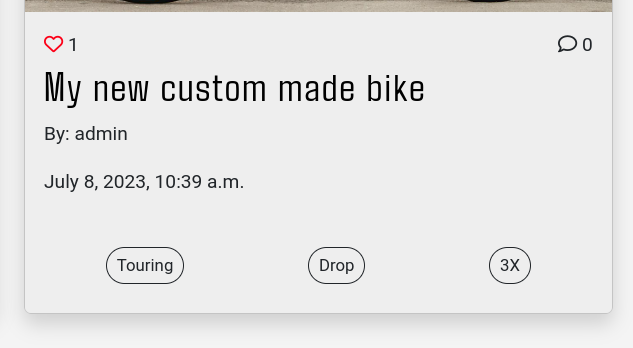 1 0
My new custom made bike
By: admin
July 8, 2023, 10:39 a.m.
Touring Drop 3X